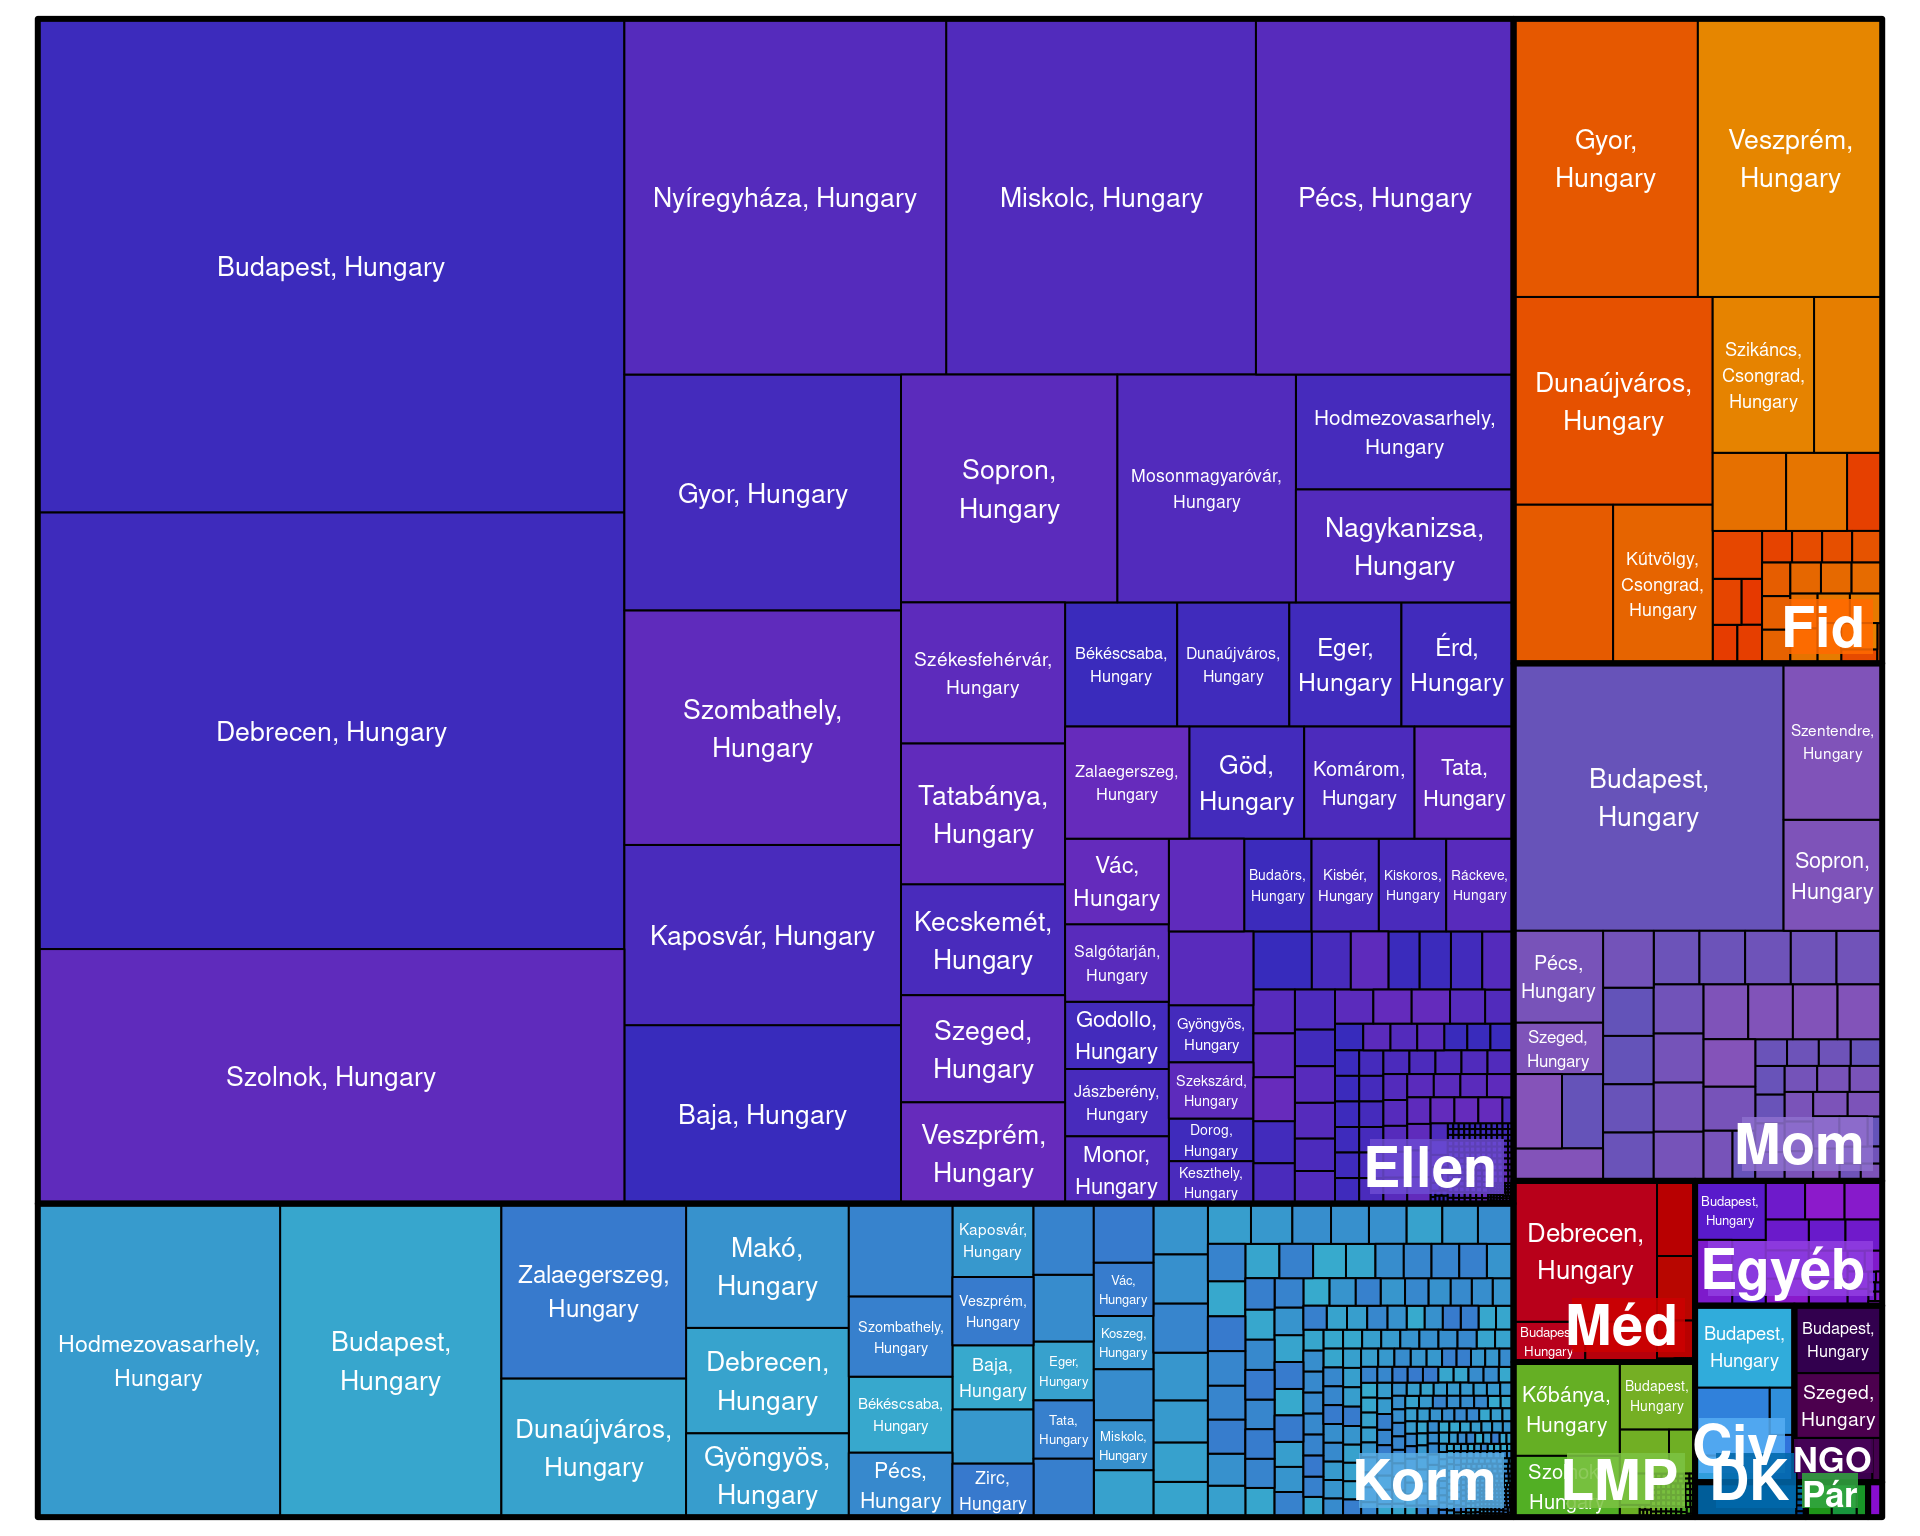 Budapest, Hungary
Debrecen, Hungary
Szolnok, Hungary
Nyíregyháza, Hungary
Miskolc, Hungary
Pécs, Hungary
Gyor, Hungary
Szombathely,
Hungary
Kaposvár, Hungary
Baja, Hungary
Sopron,
Hungary
Mosonmagyaróvár,
Hungary
Hodmezovasarhely,
Hungary
Nagykanizsa,
Hungary
Székesfehérvár,
Hungary
Tatabánya,
Hungary
Kecskemét,
Hungary
Szeged,
Hungary
Veszprém,
Hungary
Békéscsaba,
Hungary
Dunaújváros,
Hungary
Eger,
Hungary
Érd,
Hungary
Zalaegerszeg,
Hungary
Göd,
Hungary
Komárom,
Hungary
Tata,
Hungary
Vác,
Hungary
Budaörs,
Hungary
Kisbér,
Hungary
Kiskoros,
Hungary
Ráckeve,
Hungary
Salgótarján,
Hungary
Godollo,
Hungary
Jászberény,
Hungary
Monor,
Hungary
Gyöngyös,
Hungary
Szekszárd,
Hungary
Dorog,
Hungary
Keszthely,
Hungary
Ellen
Hodmezovasarhely,
Hungary
Budapest,
Hungary
Zalaegerszeg,
Hungary
Dunaújváros,
Hungary
Makó,
Hungary
Debrecen,
Hungary
Gyöngyös,
Hungary
Szombathely,
Hungary
Békéscsaba,
Hungary
Pécs,
Hungary
Kaposvár,
Hungary
Veszprém,
Hungary
Baja,
Hungary
Zirc,
Hungary
Eger,
Hungary
Tata,
Hungary
Vác,
Hungary
Koszeg,
Hungary
Miskolc,
Hungary
Korm
Gyor,
Hungary
Veszprém,
Hungary
Dunaújváros,
Hungary
Szikáncs,
Csongrad,
Hungary
Kútvölgy,
Csongrad,
Hungary
Fid
Budapest,
Hungary
Szentendre,
Hungary
Sopron,
Hungary
Pécs,
Hungary
Szeged,
Hungary
Mom
Debrecen,
Hungary
Budapest,
Hungary
Méd
Budapest,
Hungary
Egyéb
Kőbánya,
Hungary
Budapest,
Hungary
Szolnok,
Hungary
LMP
Budapest,
Hungary
Civ
DK
Budapest,
Hungary
Szeged,
Hungary
NGO
Pár